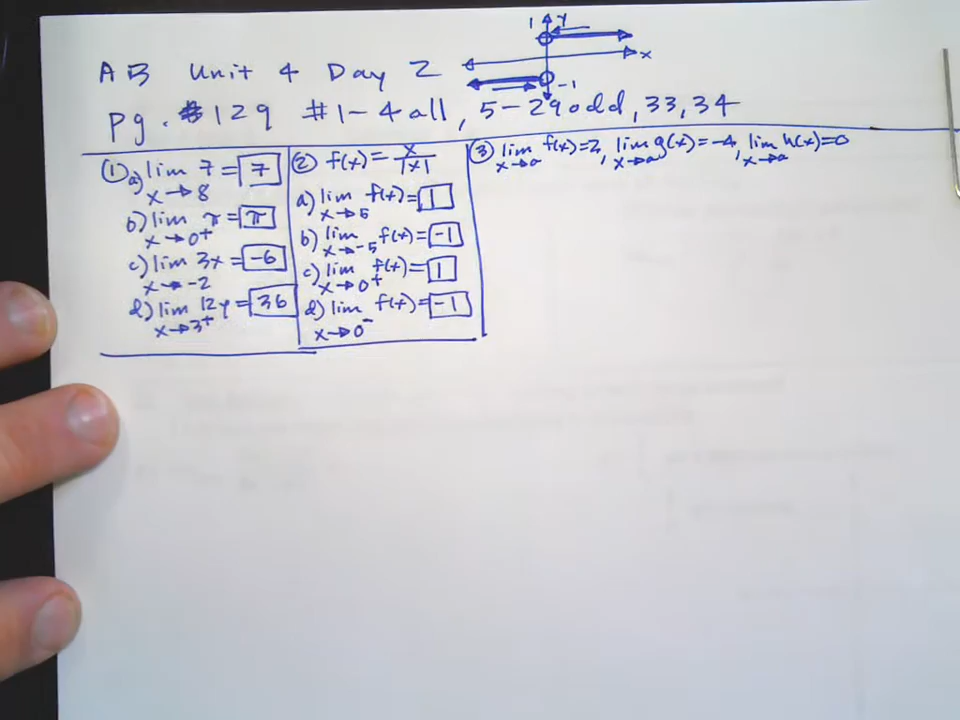 AB Unit 4 Day 2
1 y
x
-1
pg. 129 #1-4 all, 5-29 odd, 33, 34
① a) lim 7 = 7
x→8
b) lim π = π
x→0⁺
c) lim 3x = -6
x→-2
d) lim 12y = 36
x→3⁺
② f(x) = x/|x|
a) lim f(x) = 1
x→5
b) lim f(x) = -1
x→-5
c) lim f(x) = 1
x→0⁺
d) lim f(x) = -1
x→0⁻
③ lim f(x)=2, lim g(x)=-4, lim h(x)=0
x→a x→a x→a